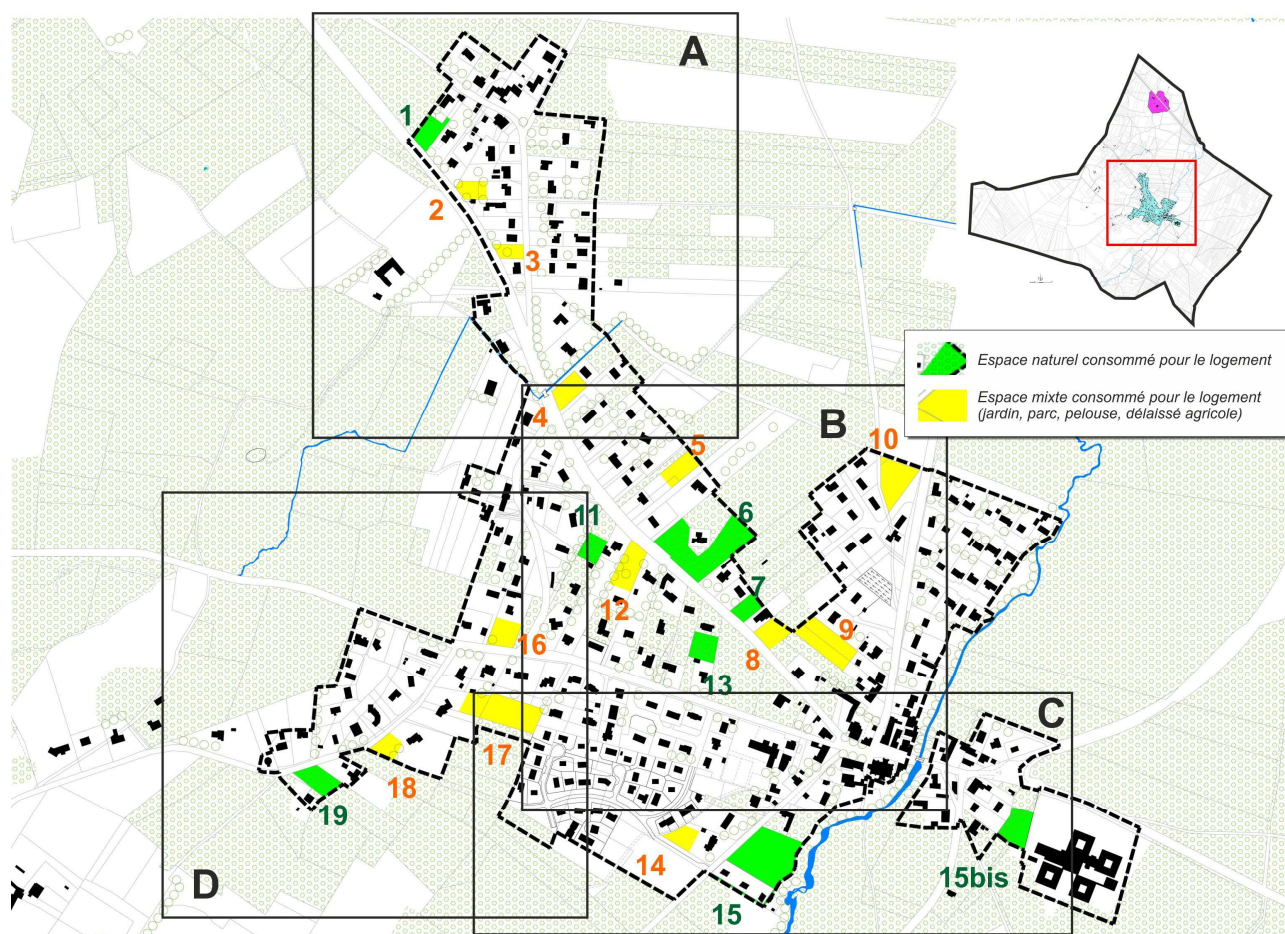 A
1
2
3
Espace naturel consommé pour le logement
Espace mixte consommé pour le logement
(jardin, parc, pelouse, délaissé agricole)
4
B
5
10
6
11
7
12
8
9
16
13
C
17
18
19
14
15bis
D
15